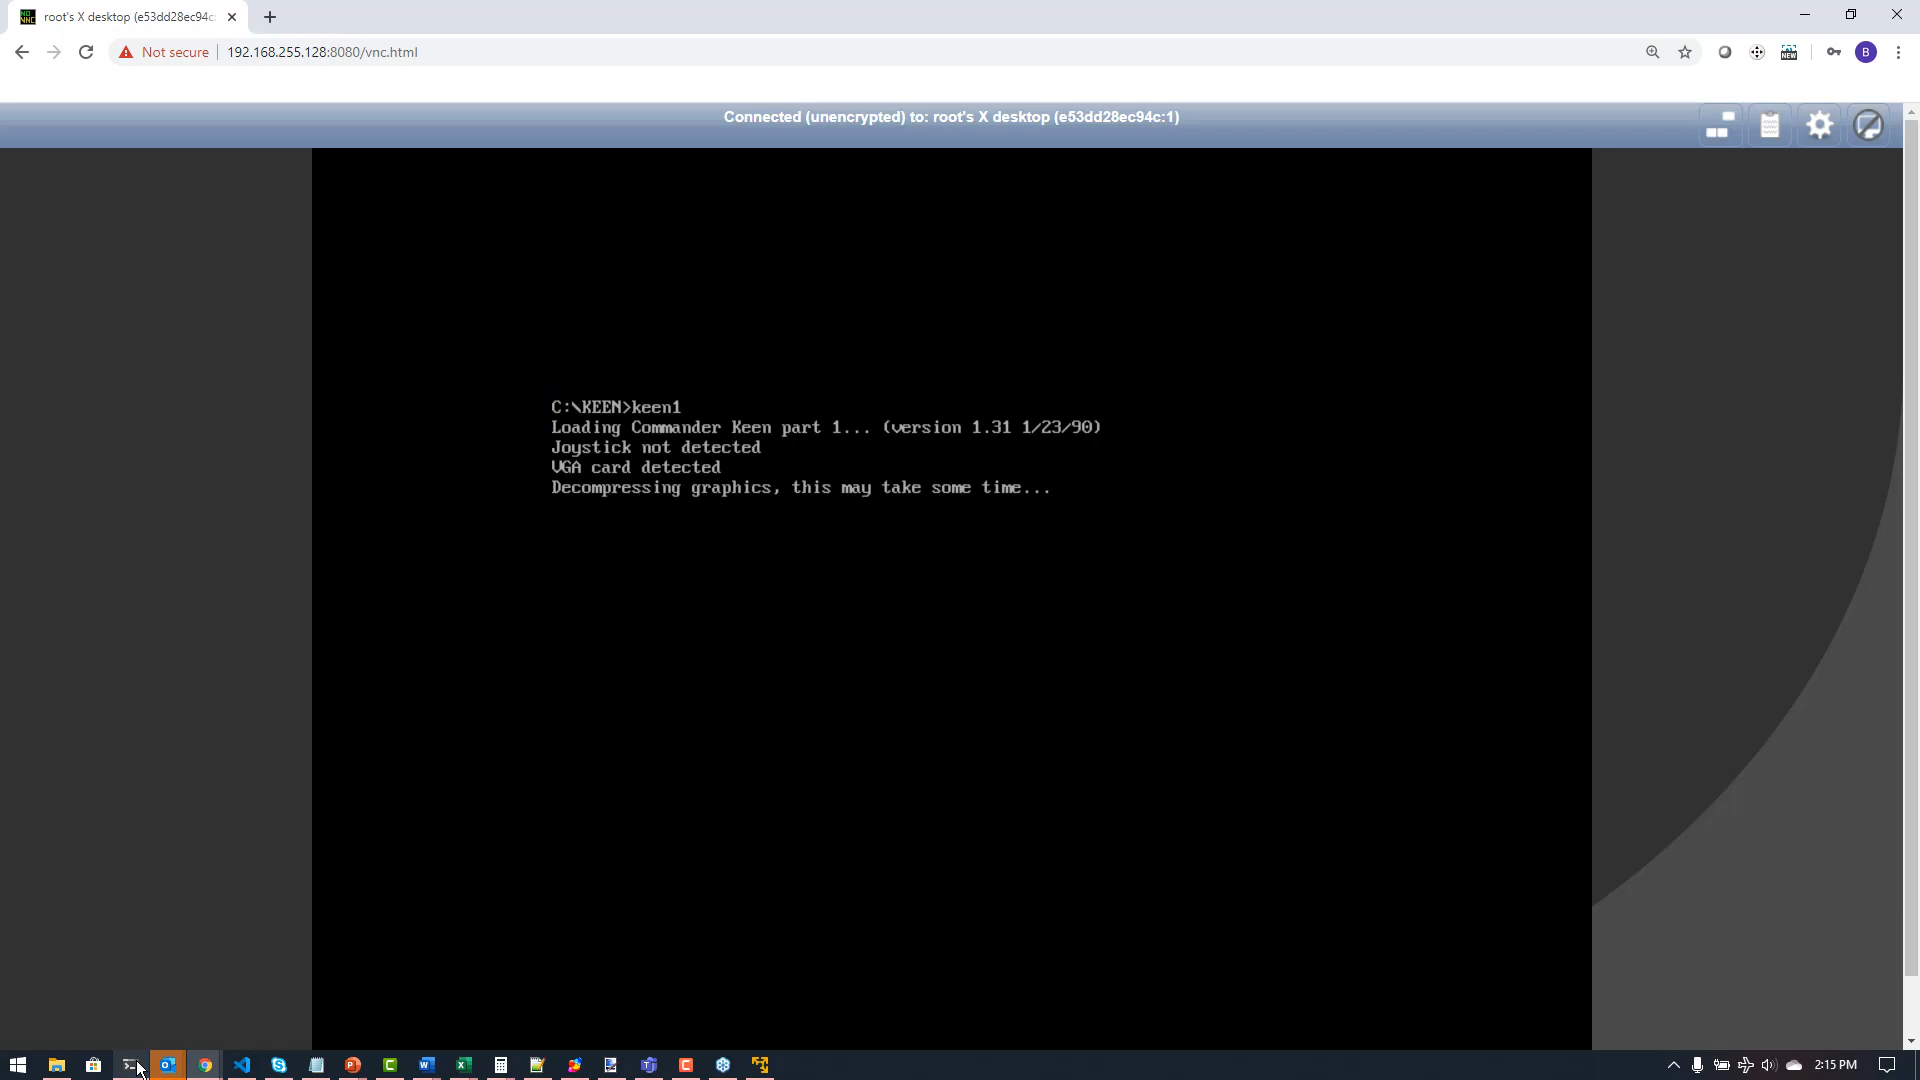 root's X desktop (e53dd28ec94c:
Not secure
192.168.255.128:8080/vnc.html
NEW
B
Connected (unencrypted) to: root's X desktop (e53dd28ec94c:1)
C:\KEEN>keen1
Loading Commander Keen part 1... (version 1.31 1/23/90)
Joystick not detected
VGA card detected
Decompressing graphics, this may take some time...
2:15 PM